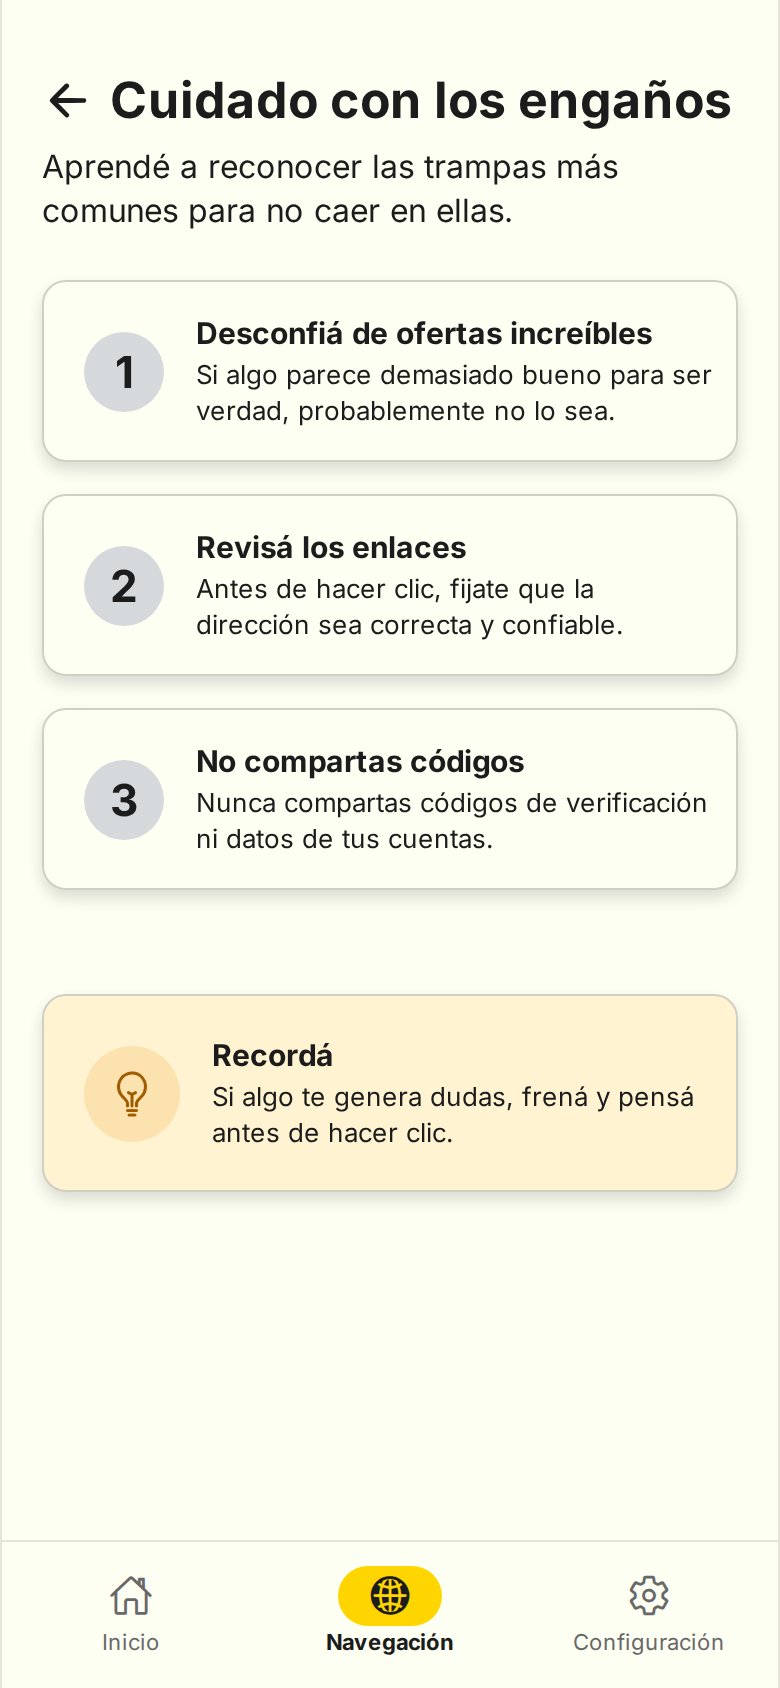 Cuidado con los engaños
Aprendé a reconocer las trampas más
comunes para no caer en ellas.
1
Desconfiá de ofertas increíbles
Si algo parece demasiado bueno para ser
verdad, probablemente no lo sea.
2
Revisá los enlaces
Antes de hacer clic, fijate que la
dirección sea correcta y confiable.
3
No compartas códigos
Nunca compartas códigos de verificación
ni datos de tus cuentas.
Recordá
Si algo te genera dudas, frená y pensá
antes de hacer clic.
Inicio
Navegación
Configuración